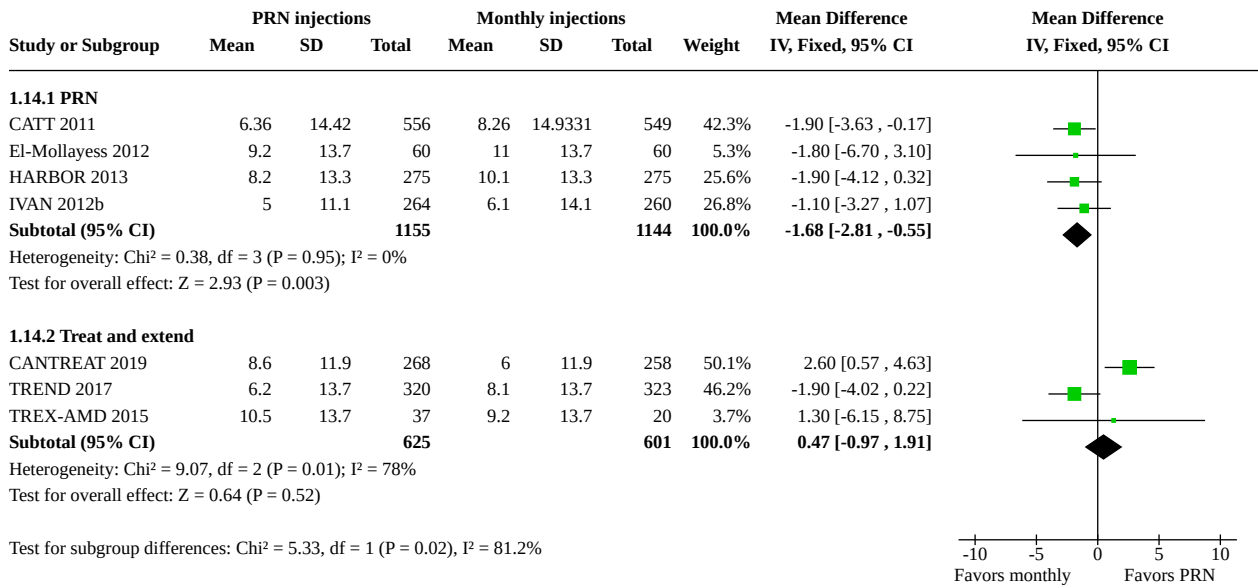 PRN injections Monthly injections Mean Difference Mean Difference
Study or Subgroup Mean SD Total Mean SD Total Weight IV, Fixed, 95% CI IV, Fixed, 95% CI
1.14.1 PRN
CATT 2011 6.36 14.42 556 8.26 14.9331 549 42.3% -1.90 [-3.63 , -0.17]
El-Mollayess 2012 9.2 13.7 60 11 13.7 60 5.3% -1.80 [-6.70 , 3.10]
HARBOR 2013 8.2 13.3 275 10.1 13.3 275 25.6% -1.90 [-4.12 , 0.32]
IVAN 2012b 5 11.1 264 6.1 14.1 260 26.8% -1.10 [-3.27 , 1.07]
Subtotal (95% CI) 1155 1144 100.0% -1.68 [-2.81 , -0.55]
Heterogeneity: Chi² = 0.38, df = 3 (P = 0.95); I² = 0%
Test for overall effect: Z = 2.93 (P = 0.003)
1.14.2 Treat and extend
CANTREAT 2019 8.6 11.9 268 6 11.9 258 50.1% 2.60 [0.57 , 4.63]
TREND 2017 6.2 13.7 320 8.1 13.7 323 46.2% -1.90 [-4.02 , 0.22]
TREX-AMD 2015 10.5 13.7 37 9.2 13.7 20 3.7% 1.30 [-6.15 , 8.75]
Subtotal (95% CI) 625 601 100.0% 0.47 [-0.97 , 1.91]
Heterogeneity: Chi² = 9.07, df = 2 (P = 0.01); I² = 78%
Test for overall effect: Z = 0.64 (P = 0.52)
Test for subgroup differences: Chi² = 5.33, df = 1 (P = 0.02), I² = 81.2%
-10 -5 0 5 10
Favors monthly Favors PRN